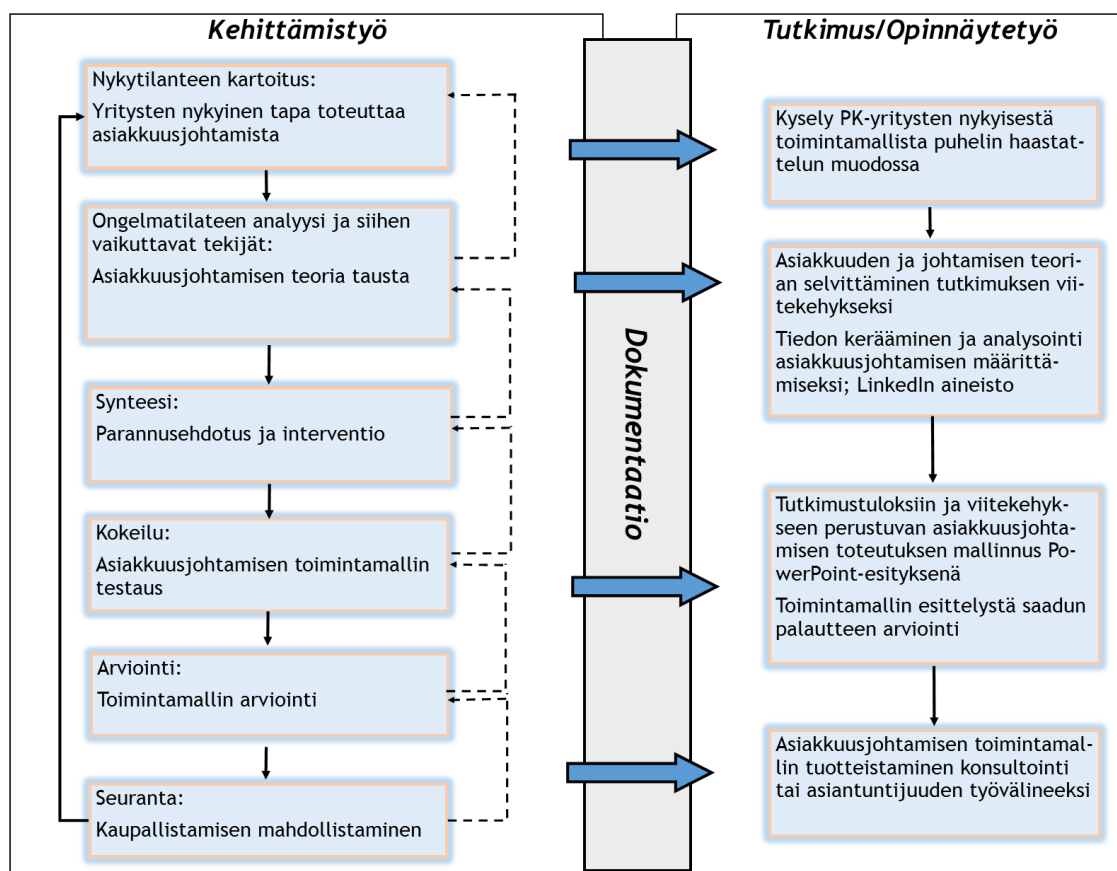 Kehittämistyö
Nykytilanteen kartoitus:
Yritysten nykyinen tapa toteuttaa
asiakkuusjohtamista
Ongelmatilateen analyysi ja siihen
vaikuttavat tekijät:
Asiakkuusjohtamisen teoria tausta
Synteesi:
Parannusehdotus ja interventio
Kokeilu:
Asiakkuusjohtamisen toimintamallin
testaus
Arviointi:
Toimintamallin arviointi
Seuranta:
Kaupallistamisen mahdollistaminen
Dokumentaatio
Tutkimus/Opinnäytetyö
Kysely PK-yritysten nykyisestä
toimintamallista puhelin haastat-
telun muodossa
Asiakkuuden ja johtamisen teori-
an selvittäminen tutkimuksen vii-
tekehykseksi
Tiedon kerääminen ja analysointi
asiakkuusjohtamisen määrittä-
miseksi; LinkedIn aineisto
Tutkimustuloksiin ja viitekehyk-
seen perustuvan asiakkuusjohta-
misen toteutuksen mallinnus Po-
werPoint-esityksenä
Toimintamallin esittelystä saadun
palautteen arviointi
Asiakkuusjohtamisen toimintamal-
lin tuotteistaminen konsultointi
tai asiantuntijuuden työvälineeksi